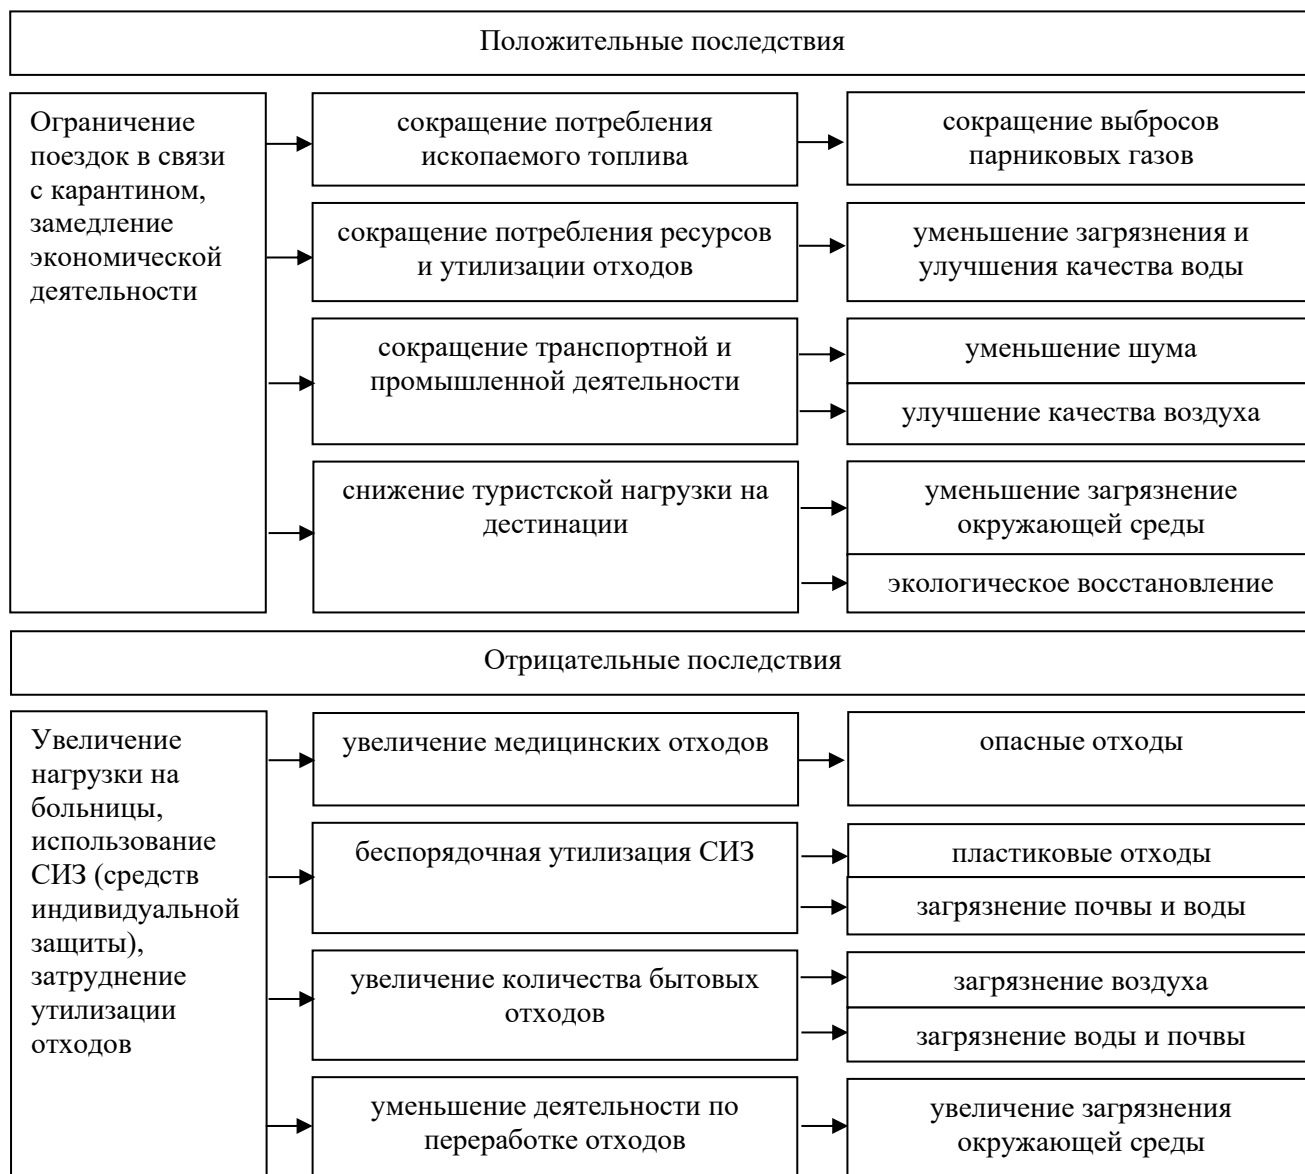 Положительные последствия
Ограничение
поездок в связи
с карантином,
замедление
экономической
деятельности
сокращение потребления
ископаемого топлива
сокращение выбросов
парниковых газов
сокращение потребления ресурсов
и утилизации отходов
уменьшение загрязнения и
улучшения качества воды
сокращение транспортной и
промышленной деятельности
уменьшение шума
улучшение качества воздуха
снижение туристской нагрузки на
дестинации
уменьшение загрязнение
окружающей среды
экологическое восстановление
Отрицательные последствия
Увеличение
нагрузки на
больницы,
использование
СИЗ (средств
индивидуальной
защиты),
затруднение
утилизации
отходов
увеличение медицинских отходов
опасные отходы
беспорядочная утилизация СИЗ
пластиковые отходы
загрязнение почвы и воды
увеличение количества бытовых
отходов
загрязнение воздуха
загрязнение воды и почвы
уменьшение деятельности по
переработке отходов
увеличение загрязнения
окружающей среды